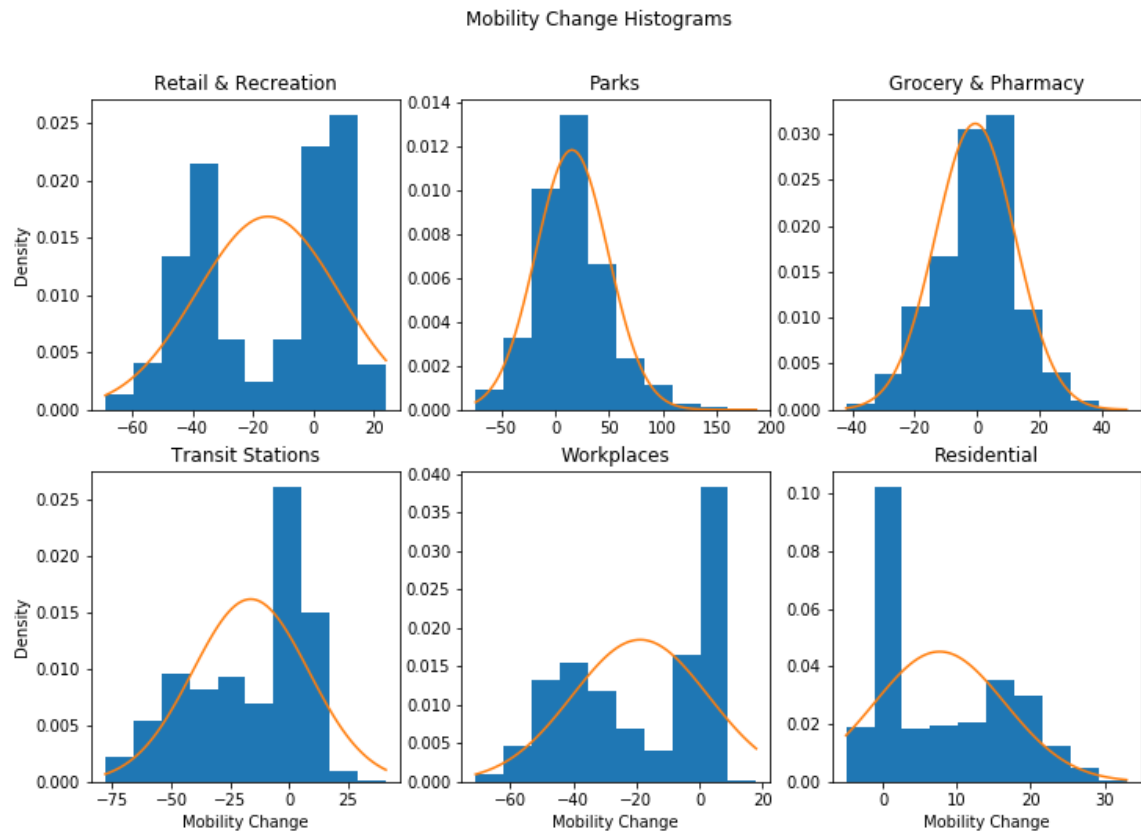 Mobility Change Histograms
Retail & Recreation
Parks
Grocery & Pharmacy
Density
0.025
0.020
0.015
0.010
0.005
0.000
−60 −40 −20 0 20
0.014
0.012
0.010
0.008
0.006
0.004
0.002
0.000
−50 0 50 100 150 200
0.030
0.025
0.020
0.015
0.010
0.005
0.000
−40 −20 0 20 40
Transit Stations
Workplaces
Residential
Density
0.025
0.020
0.015
0.010
0.005
0.000
−75 −50 −25 0 25
Mobility Change
0.040
0.035
0.030
0.025
0.020
0.015
0.010
0.005
0.000
−60 −40 −20 0 20
Mobility Change
0.10
0.08
0.06
0.04
0.02
0.00
0 10 20 30
Mobility Change